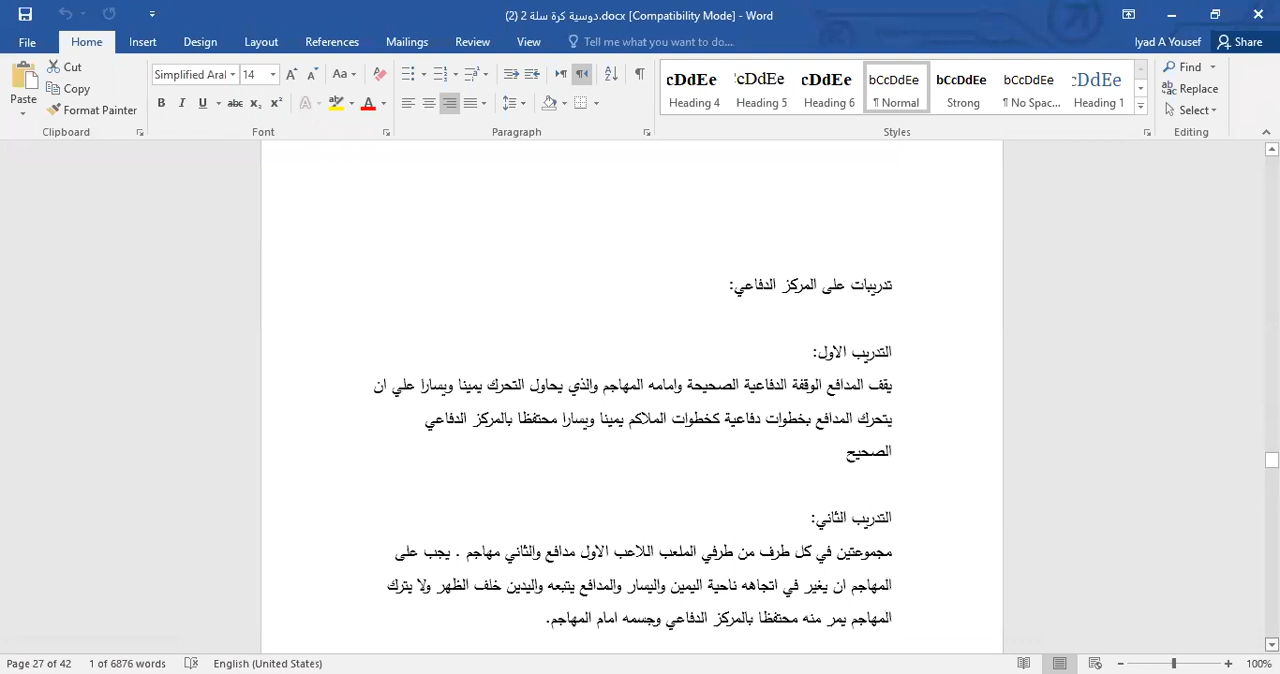 دوسية كرة سلة 2 (2).docx [Compatibility Mode] - Word
File Home Insert Design Layout References Mailings Review View Tell me what you want to do... Iyad A Yousef Share
Paste
Cut
Copy
Format Painter
Clipboard
Simplified Aral 14
Font
Paragraph
cDdEe Heading 4
cDdEe Heading 5
cDdEe Heading 6
bCcDdEe ¶ Normal
bCcDdEe Strong
bCcDdEe ¶ No Spac...
cDdEe Heading 1
Styles
Find
Replace
Select
Editing
تدريبات على المركز الدفاعي:
التدريب الاول:
يقف المدافع الوقفة الدفاعية الصحيحة وامامه المهاجم والذي يحاول التحرك يمينا ويسارا علي ان
يتحرك المدافع بخطوات دفاعية كخطوات الملاكم يمينا ويسارا محتفظا بالمركز الدفاعي
الصحيح
التدريب الثاني:
مجموعتين في كل طرف من طرفي الملعب اللاعب الاول مدافع والثاني مهاجم . يجب على
المهاجم ان يغير في اتجاهه ناحية اليمين واليسار والمدافع يتبعه واليدين خلف الظهر ولا يترك
المهاجم يمر منه محتفظا بالمركز الدفاعي وجسمه امام المهاجم.
Page 27 of 42 1 of 6876 words English (United States) 100%